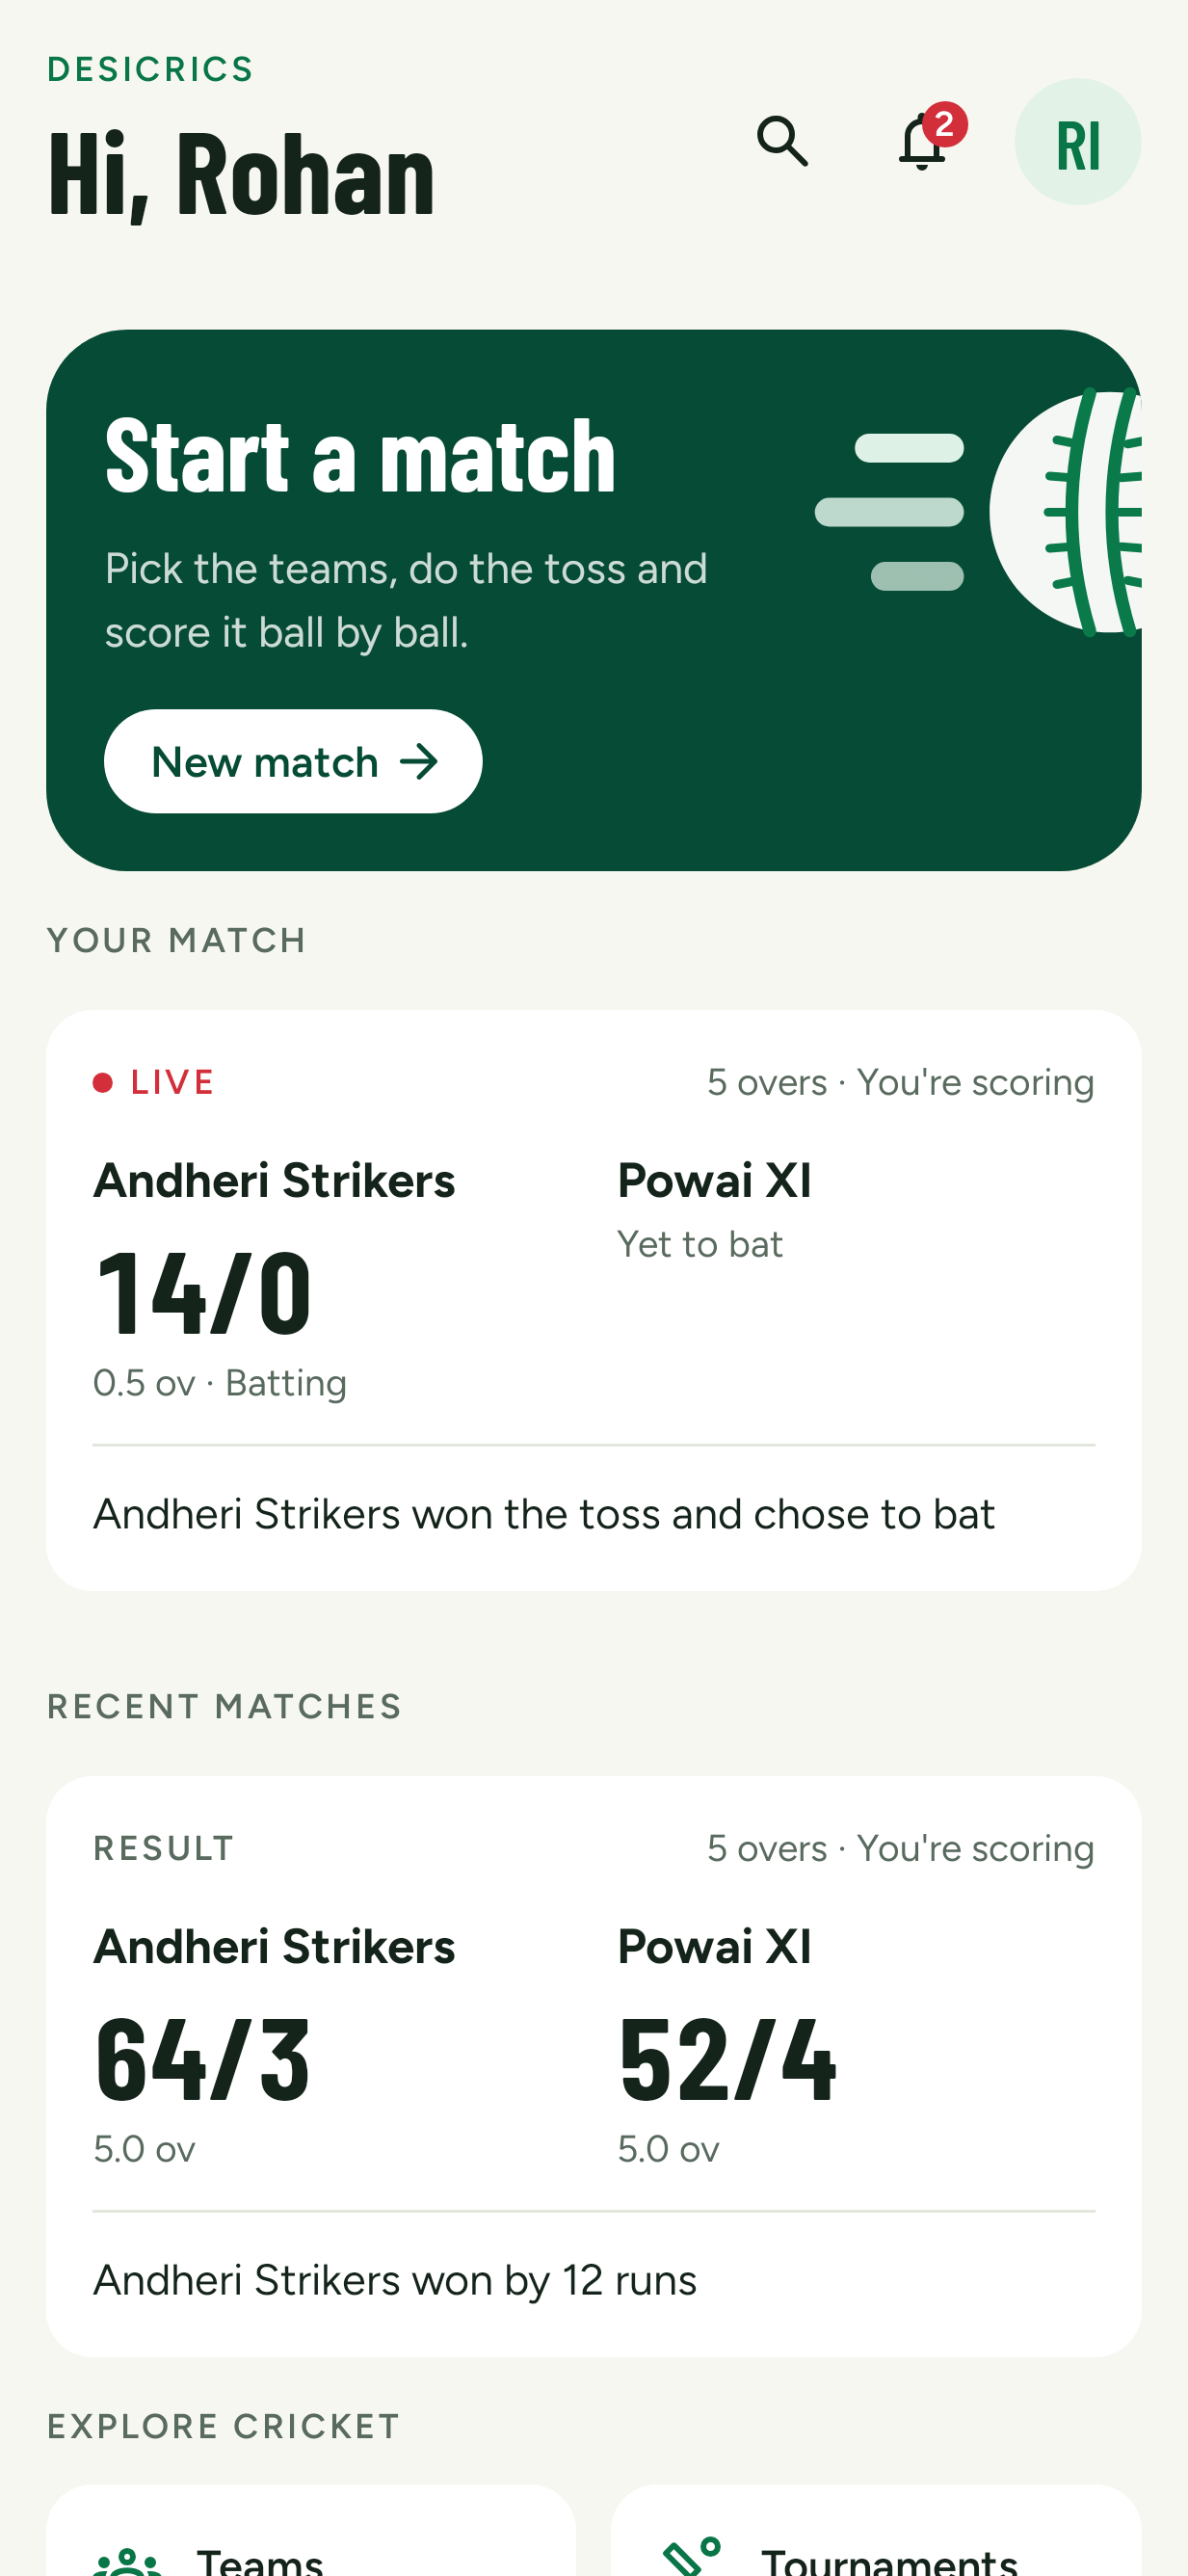 DESICRICS
Hi, Rohan
2
RI
Start a match
Pick the teams, do the toss and
score it ball by ball.
New match
YOUR MATCH
LIVE
5 overs · You're scoring
Andheri Strikers
Powai XI
14/0
Yet to bat
0.5 ov · Batting
Andheri Strikers won the toss and chose to bat
RECENT MATCHES
RESULT
5 overs · You're scoring
Andheri Strikers
Powai XI
64/3
52/4
5.0 ov
5.0 ov
Andheri Strikers won by 12 runs
EXPLORE CRICKET
Teams
Tournaments